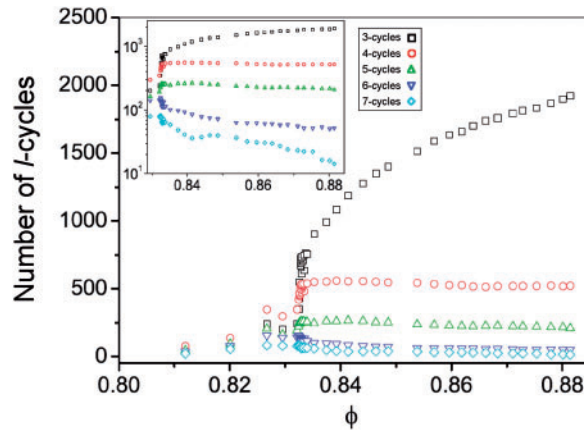 3-cycles
4-cycles
5-cycles
6-cycles
7-cycles
10³
10²
10¹
0.84 0.86 0.88
Number of l-cycles
2500
2000
1500
1000
500
0
0.80 0.82 0.84 0.86 0.88
ϕ